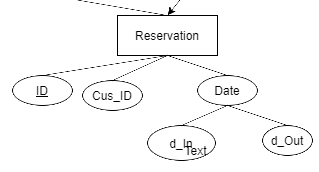 Reservation
ID
Cus_ID
Date
d_In
Text
d_Out